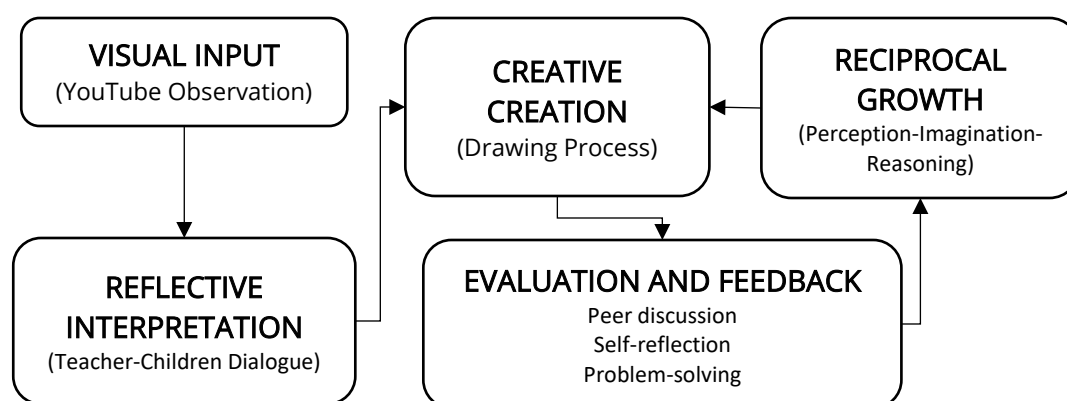 VISUAL INPUT
(YouTube Observation)
REFLECTIVE
INTERPRETATION
(Teacher-Children Dialogue)
CREATIVE
CREATION
(Drawing Process)
EVALUATION AND FEEDBACK
Peer discussion
Self-reflection
Problem-solving
RECIPROCAL
GROWTH
(Perception-Imagination-
Reasoning)